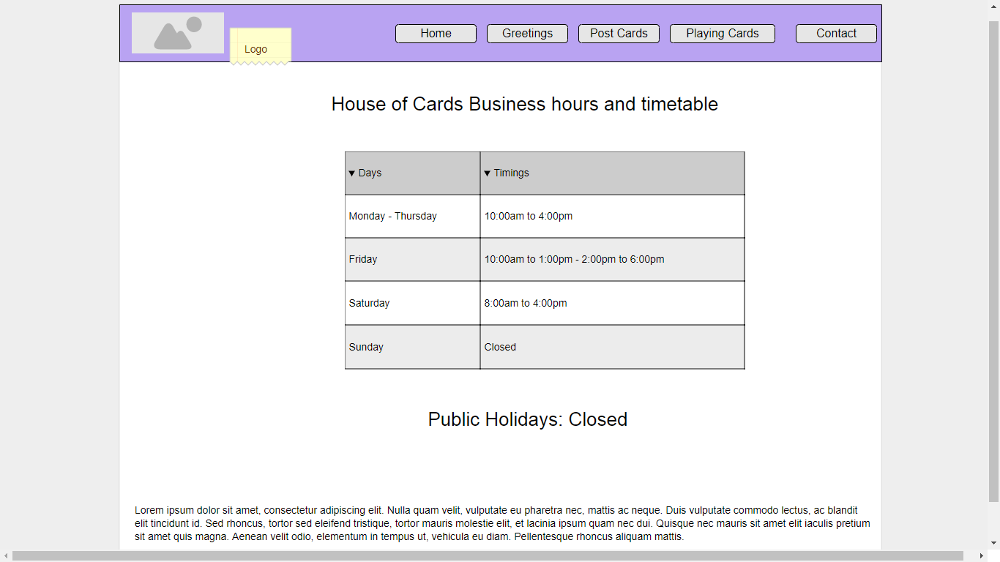 Logo
Home
Greetings
Post Cards
Playing Cards
Contact
House of Cards Business hours and timetable
Days
Timings
Monday - Thursday
10:00am to 4:00pm
Friday
10:00am to 1:00pm - 2:00pm to 6:00pm
Saturday
8:00am to 4:00pm
Sunday
Closed
Public Holidays: Closed
Lorem ipsum dolor sit amet, consectetur adipiscing elit. Nulla quam velit, vulputate eu pharetra nec, mattis ac neque. Duis vulputate commodo lectus, ac blandit
elit tincidunt id. Sed rhoncus, tortor sed eleifend tristique, tortor mauris molestie elit, et lacinia ipsum quam nec dui. Quisque nec mauris sit amet elit iaculis pretium
sit amet quis magna. Aenean velit odio, elementum in tempus ut, vehicula eu diam. Pellentesque rhoncus aliquam mattis.